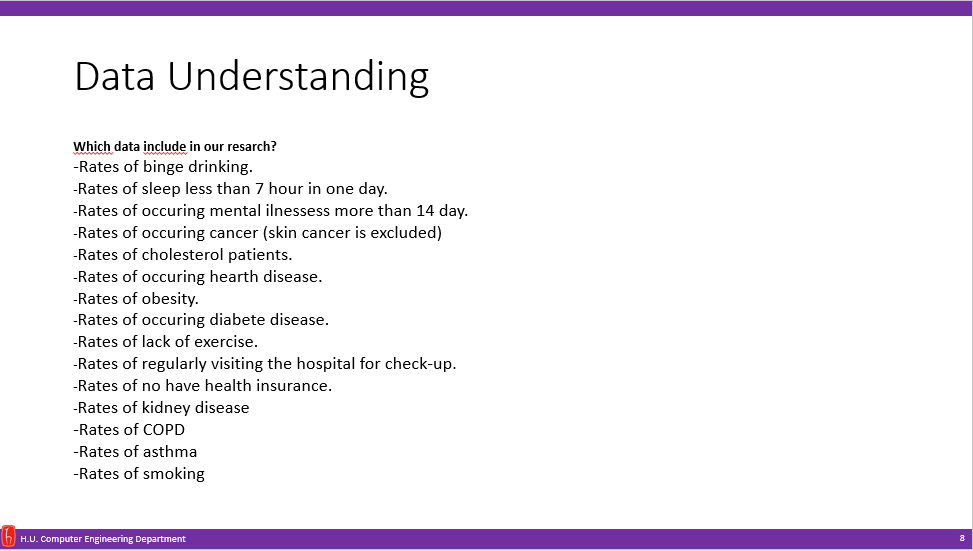 Data Understanding
Which data include in our resarch?
-Rates of binge drinking.
-Rates of sleep less than 7 hour in one day.
-Rates of occuring mental ilnessess more than 14 day.
-Rates of occuring cancer (skin cancer is excluded)
-Rates of cholesterol patients.
-Rates of occuring hearth disease.
-Rates of obesity.
-Rates of occuring diabete disease.
-Rates of lack of exercise.
-Rates of regularly visiting the hospital for check-up.
-Rates of no have health insurance.
-Rates of kidney disease
-Rates of COPD
-Rates of asthma
-Rates of smoking
H.U. Computer Engineering Department
8